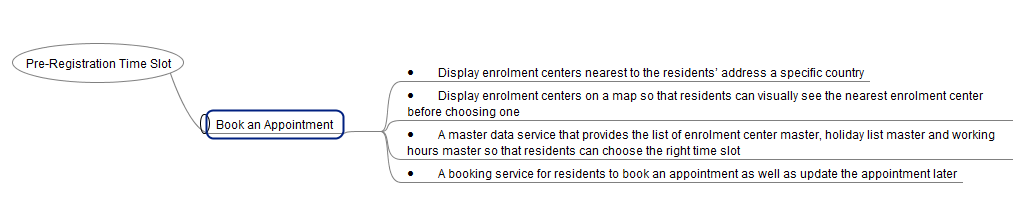 Pre-Registration Time Slot
Book an Appointment
• Display enrolment centers nearest to the residents' address a specific country
• Display enrolment centers on a map so that residents can visually see the nearest enrolment center
before choosing one
• A master data service that provides the list of enrolment center master, holiday list master and working
hours master so that residents can choose the right time slot
• A booking service for residents to book an appointment as well as update the appointment later